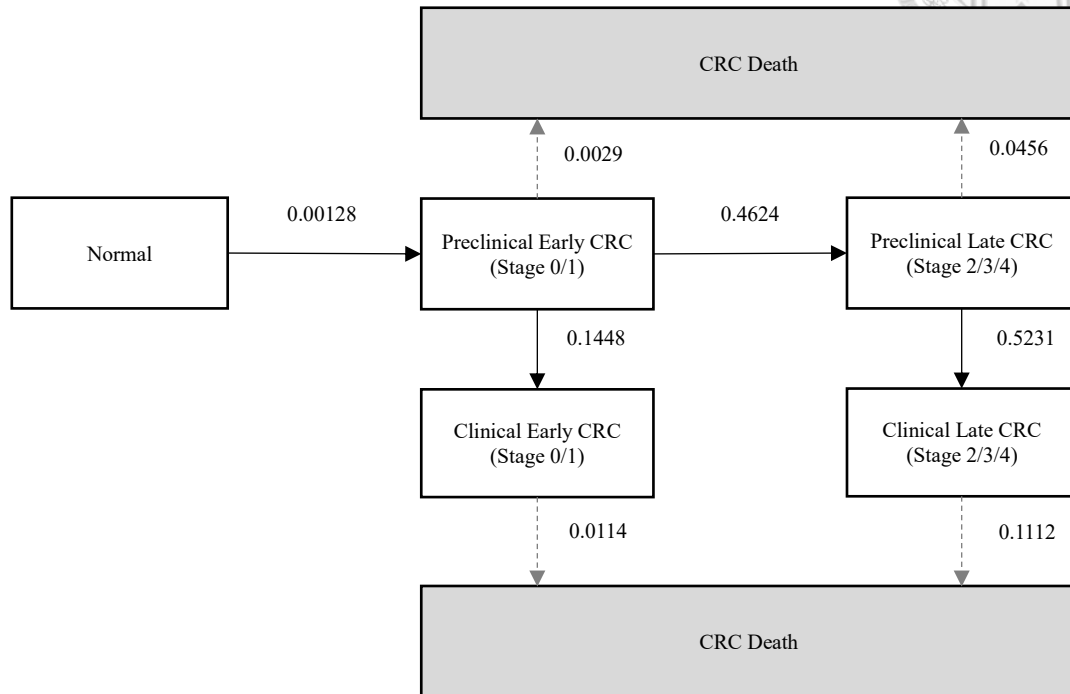 CRC Death
0.0029
0.0456
0.00128
0.4624
Normal
Preclinical Early CRC
(Stage 0/1)
Preclinical Late CRC
(Stage 2/3/4)
0.1448
0.5231
Clinical Early CRC
(Stage 0/1)
Clinical Late CRC
(Stage 2/3/4)
0.0114
0.1112
CRC Death